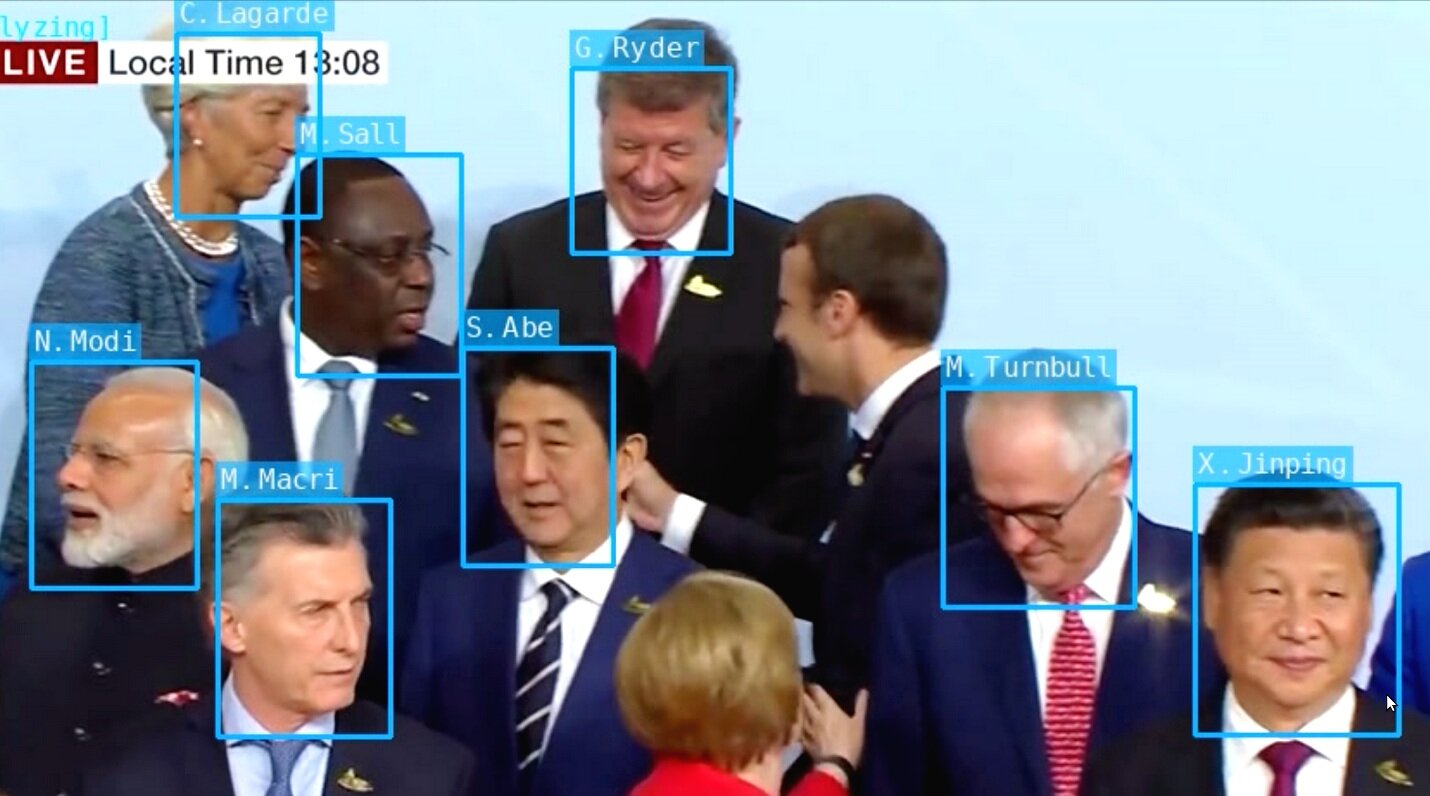 C.Lagarde
lyzing]
LIVE Local Time 13:08
G.Ryder
M.Sall
S.Abe
N.Modi
M.Turnbull
X.Jinping
M.Macri